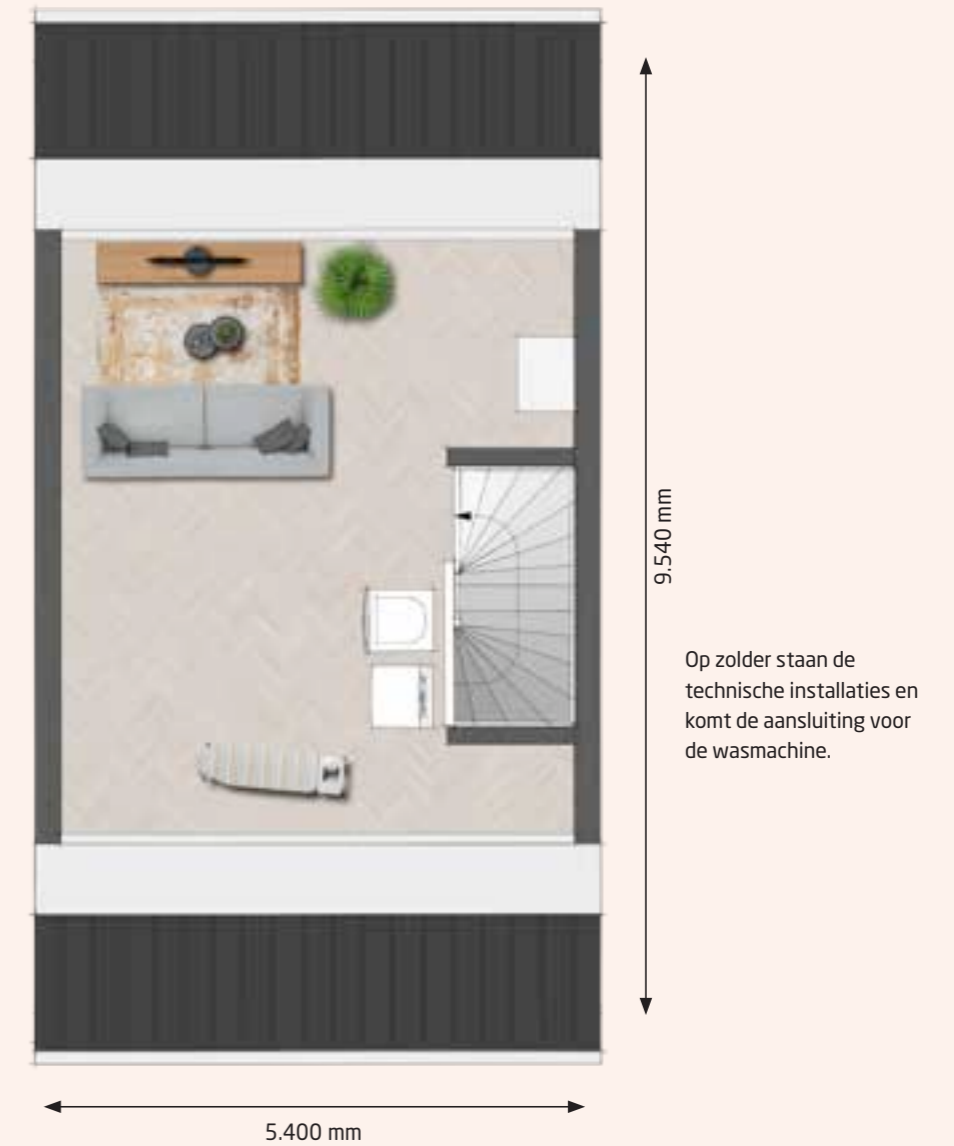 9.540 mm
Op zolder staan de
technische installaties en
komt de aansluiting voor
de wasmachine.
5.400 mm